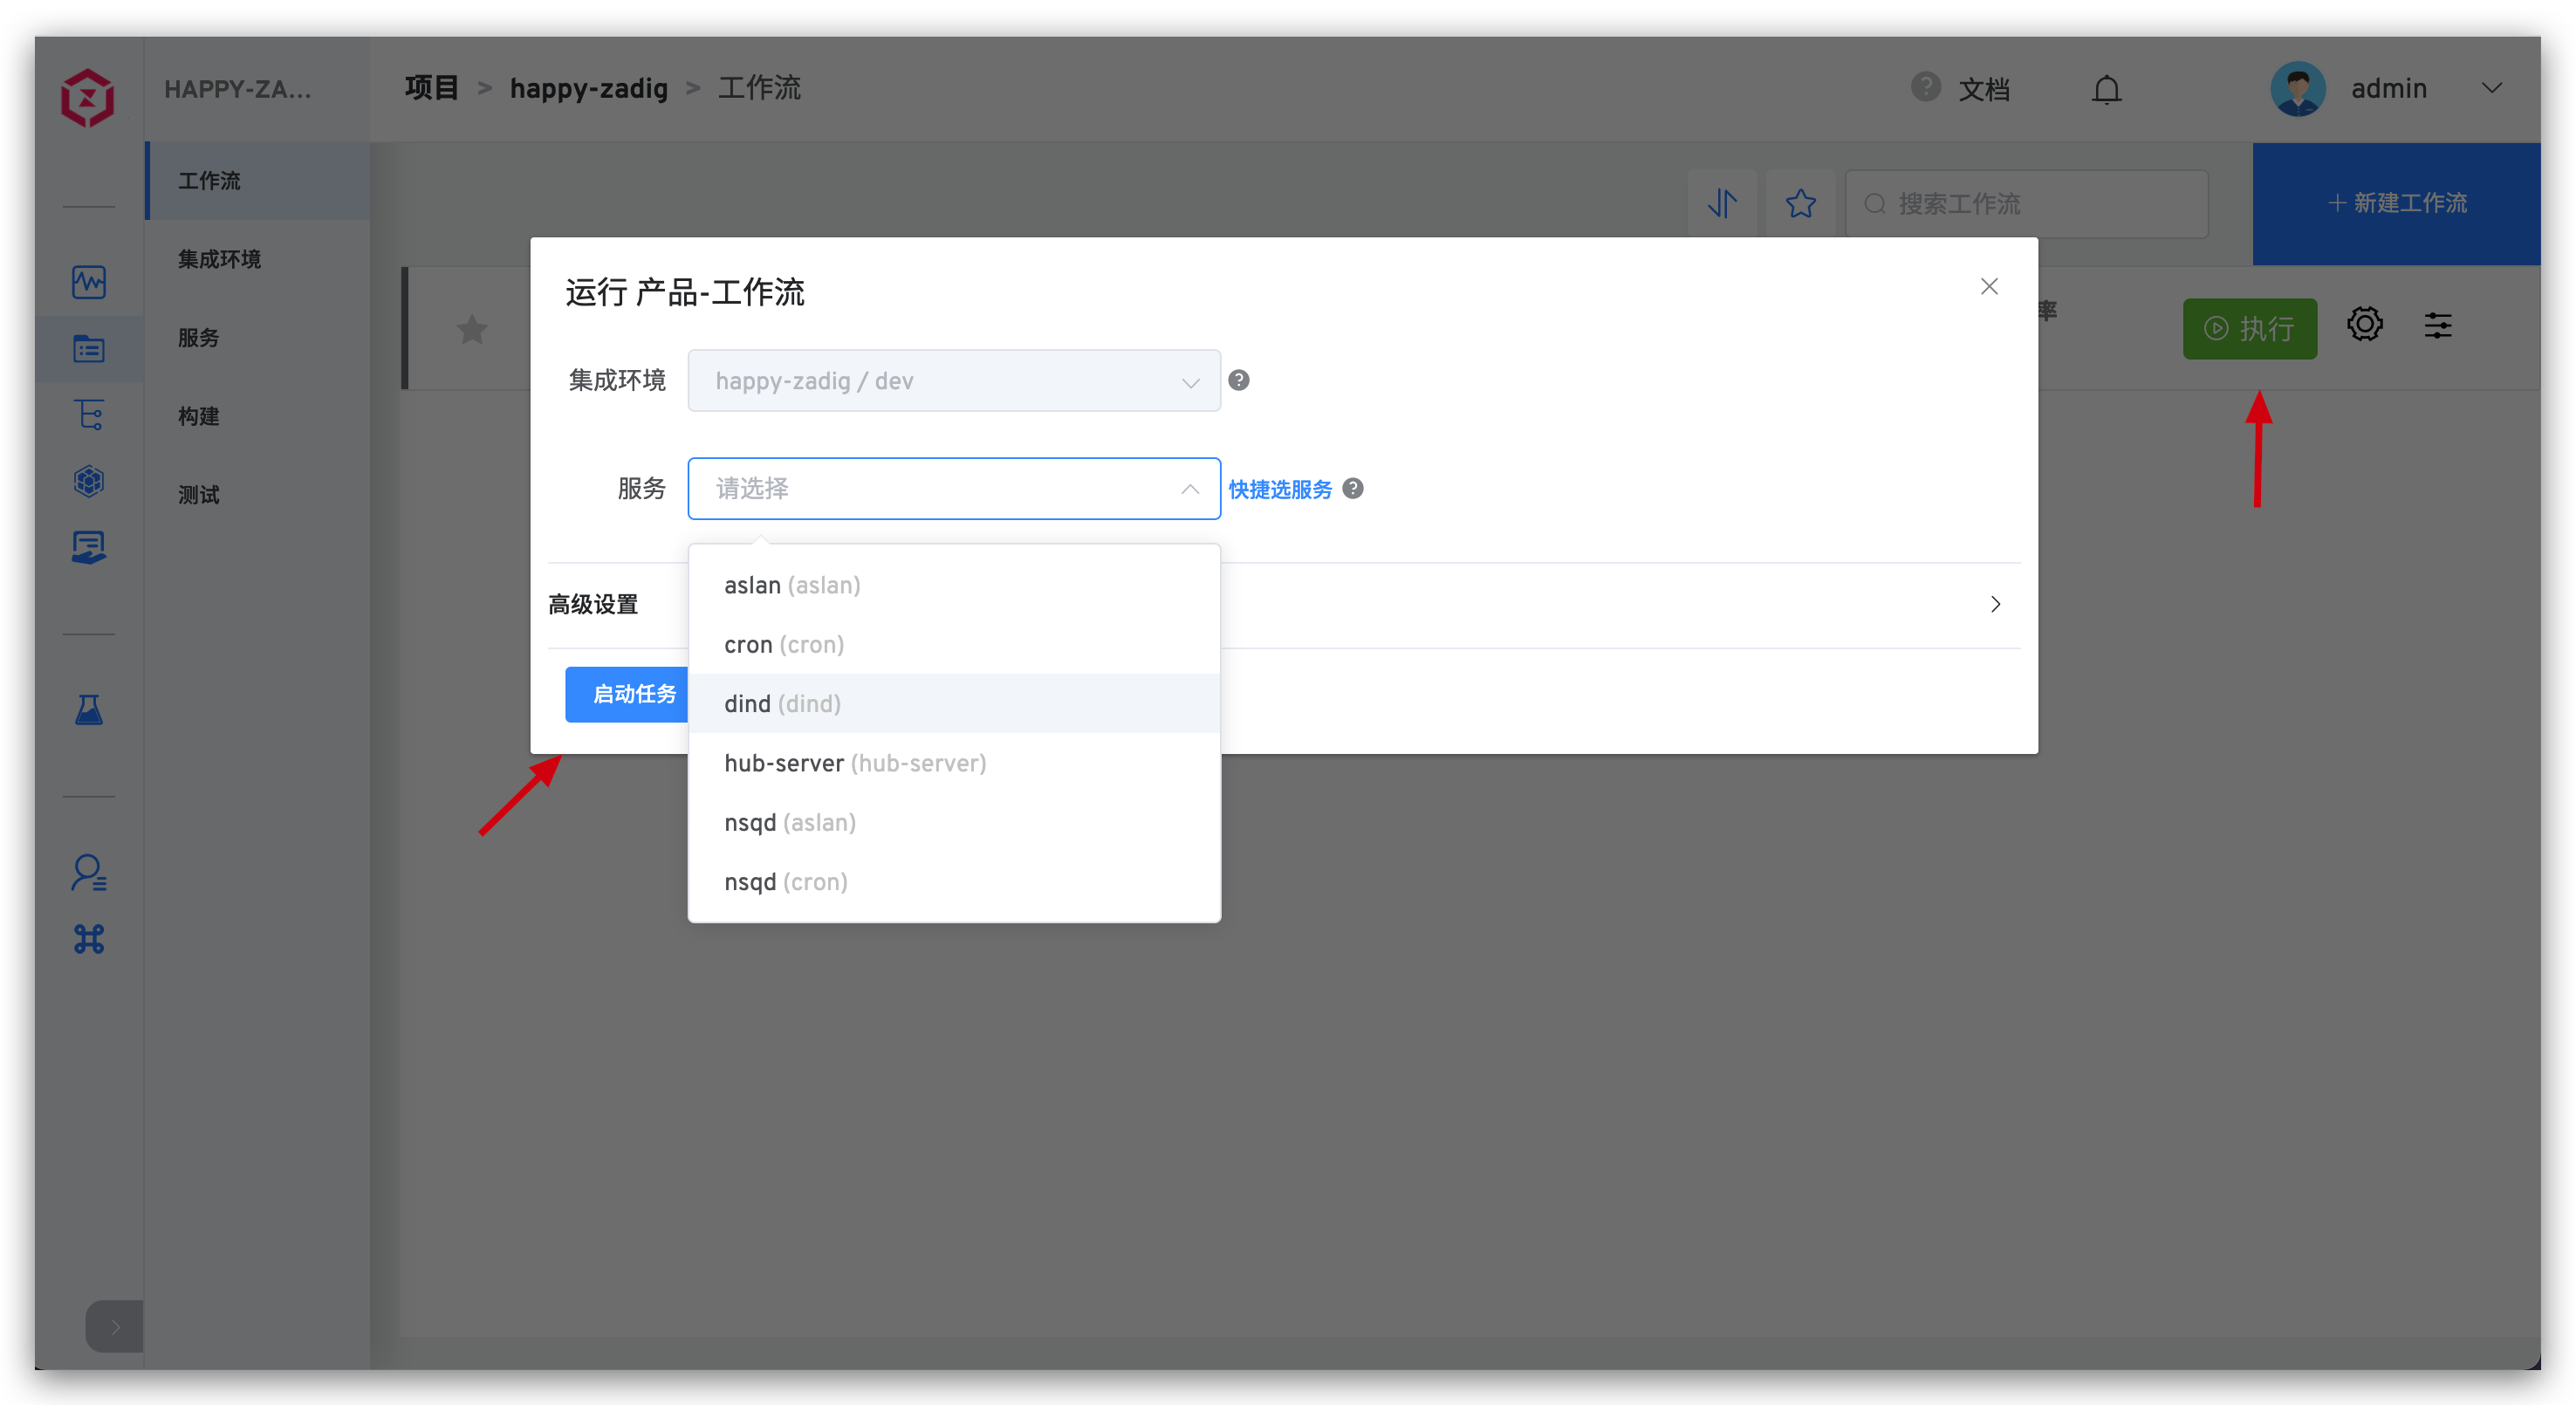 HAPPY-ZA...
项目 > happy-zadig > 工作流
文档
admin
工作流
集成环境
服务
构建
测试
搜索工作流
+ 新建工作流
率
执行
运行 产品-工作流
集成环境
happy-zadig / dev
服务
请选择
快捷选服务
高级设置
启动任务
aslan (aslan)
cron (cron)
dind (dind)
hub-server (hub-server)
nsqd (aslan)
nsqd (cron)